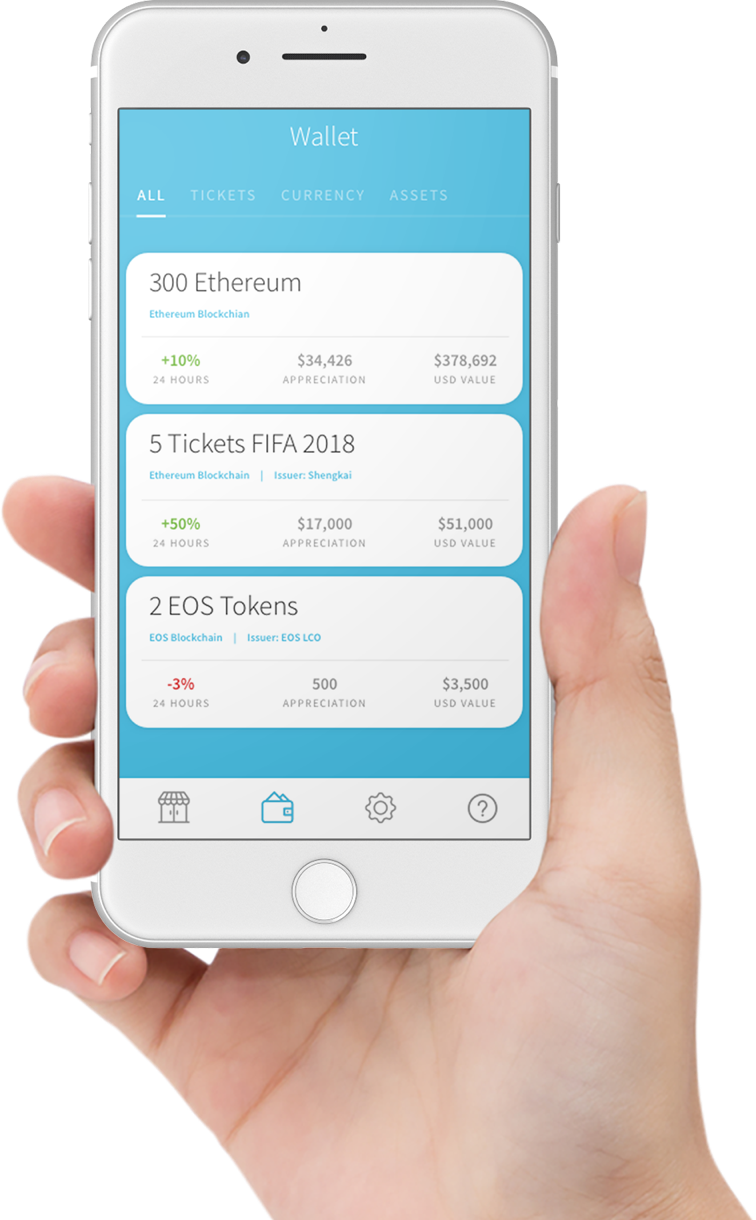 Wallet
ALL TICKETS CURRENCY ASSETS
300 Ethereum
Ethereum Blockchian
+10% $34,426 $378,692
24 HOURS APPRECIATION USD VALUE
5 Tickets FIFA 2018
Ethereum Blockchain | Issuer: Shengkai
+50% $17,000 $51,000
24 HOURS APPRECIATION USD VALUE
2 EOS Tokens
EOS Blockchain | Issuer: EOS LCO
-3% 500 $3,500
24 HOURS APPRECIATION USD VALUE
?